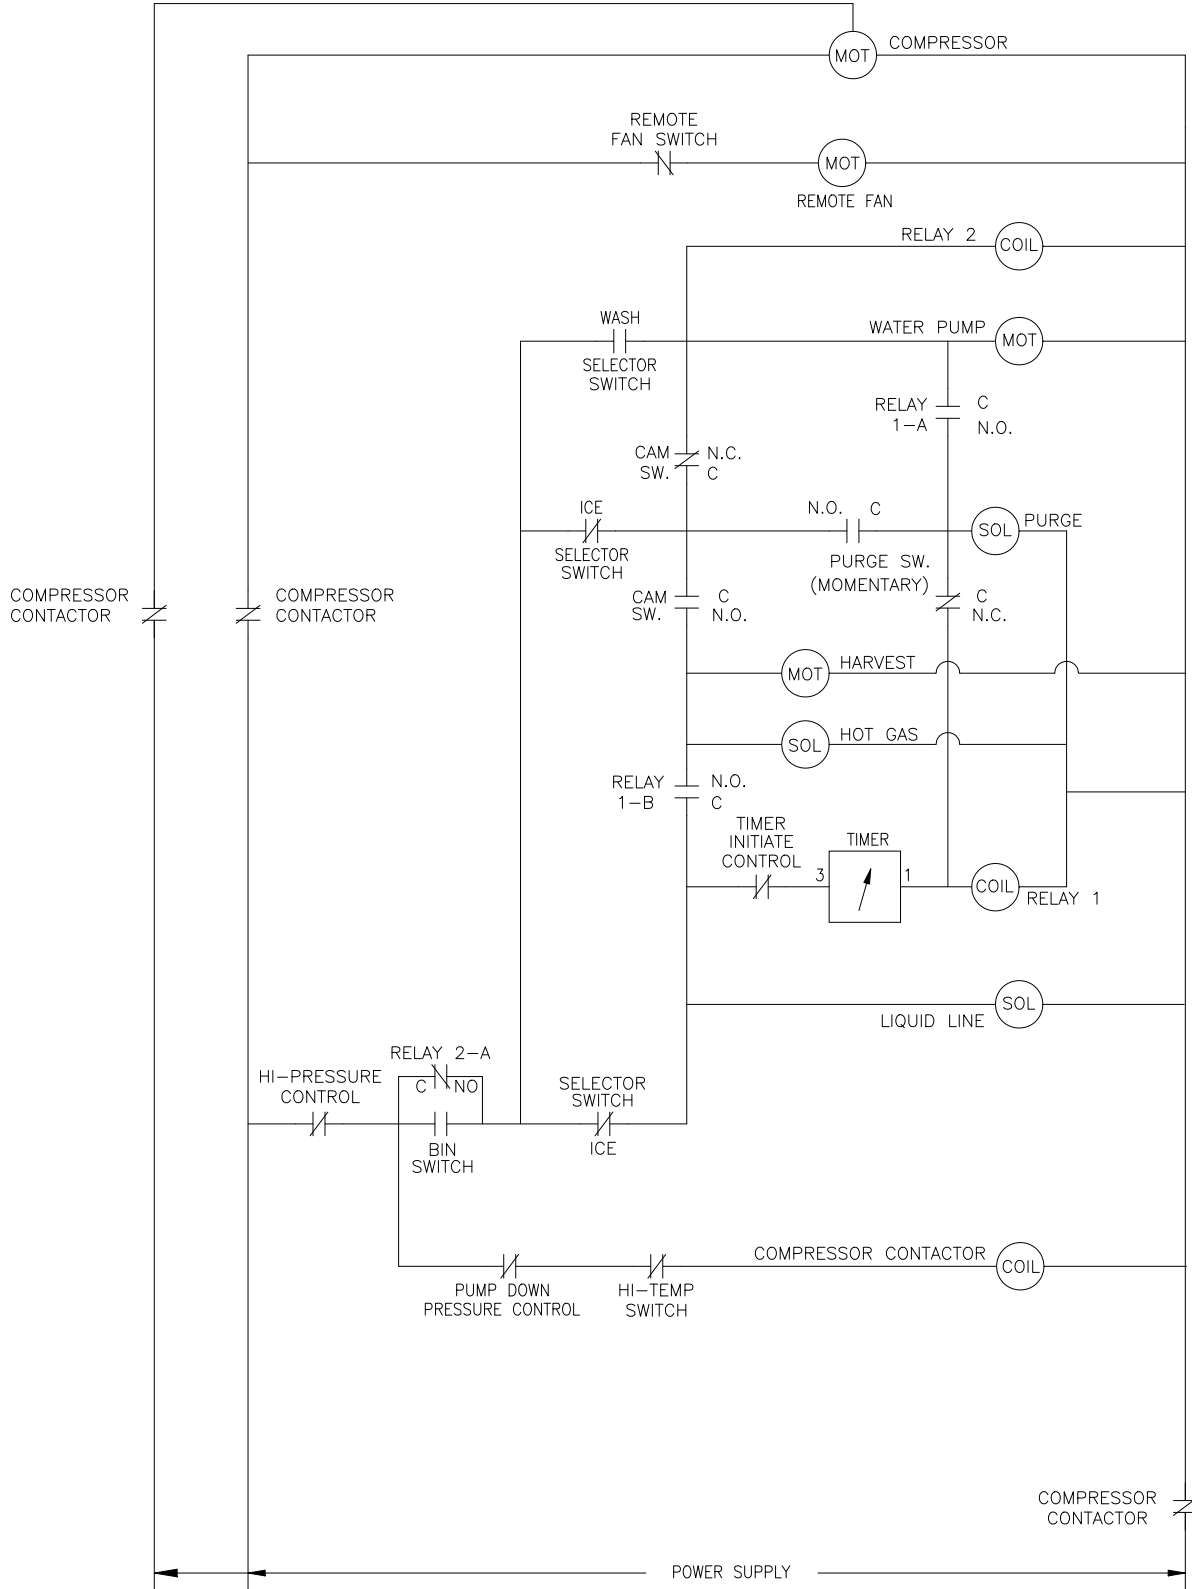 MOT
COMPRESSOR
REMOTE
FAN SWITCH
MOT
REMOTE FAN
RELAY 2
COIL
WASH
SELECTOR
SWITCH
WATER PUMP
MOT
RELAY
1-A
C
N.O.
CAM
SW.
N.C.
C
ICE
SELECTOR
SWITCH
N.O.
C
PURGE SW.
(MOMENTARY)
SOL
PURGE
COMPRESSOR
CONTACTOR
COMPRESSOR
CONTACTOR
CAM
SW.
C
N.O.
C
N.C.
MOT
HARVEST
SOL
HOT GAS
RELAY
1-B
N.O.
C
TIMER
INITIATE
CONTROL
TIMER
3
1
COIL
RELAY 1
SOL
LIQUID LINE
RELAY 2-A
C
NO
HI-PRESSURE
CONTROL
BIN
SWITCH
SELECTOR
SWITCH
ICE
COMPRESSOR CONTACTOR
COIL
PUMP DOWN
PRESSURE CONTROL
HI-TEMP
SWITCH
COMPRESSOR
CONTACTOR
POWER SUPPLY